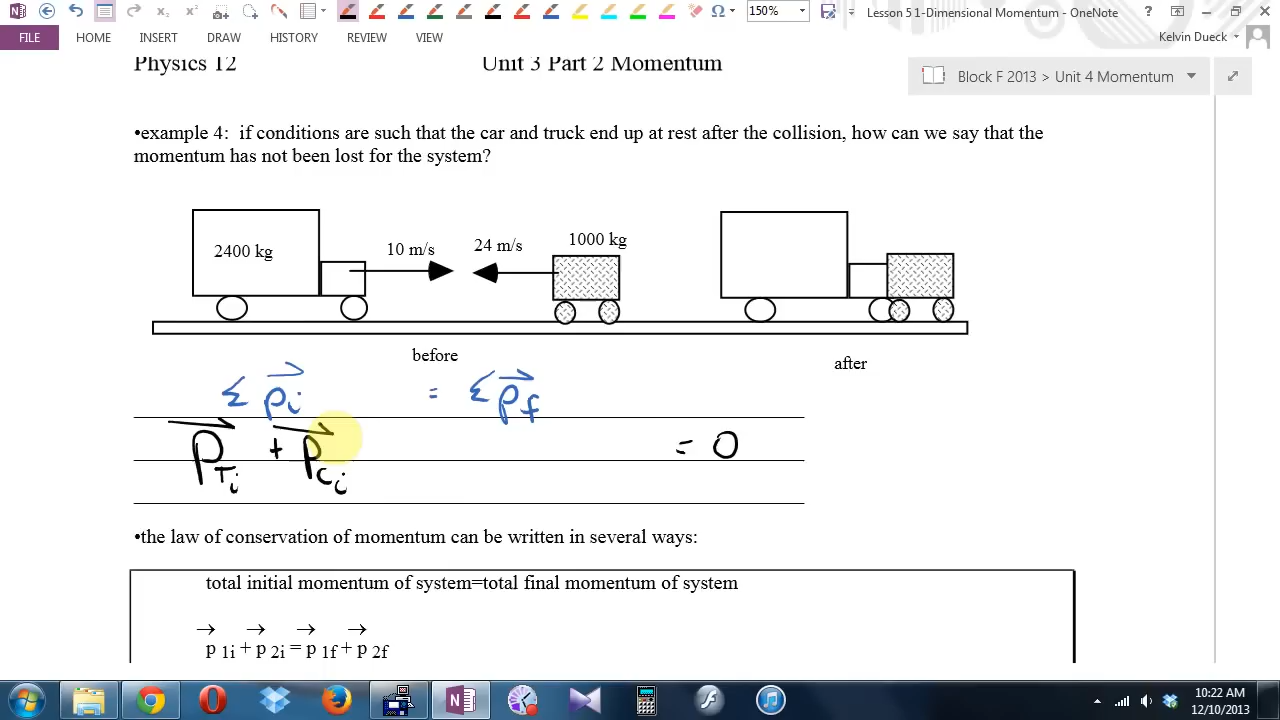 150%
Lesson 5 1-Dimensional Momentum - OneNote
?
FILE HOME INSERT DRAW HISTORY REVIEW VIEW
Kelvin Dueck
Physics 12 Unit 3 Part 2 Momentum
Block F 2013 > Unit 4 Momentum
•example 4: if conditions are such that the car and truck end up at rest after the collision, how can we say that the
momentum has not been lost for the system?
2400 kg 10 m/s 24 m/s 1000 kg
before
after
Σ p⃗i = Σ p⃗f
p⃗Ti + p⃗Ci = 0
•the law of conservation of momentum can be written in several ways:
total initial momentum of system=total final momentum of system
→ → → →
p 1i + p 2i = p 1f + p 2f
10:22 AM
12/10/2013